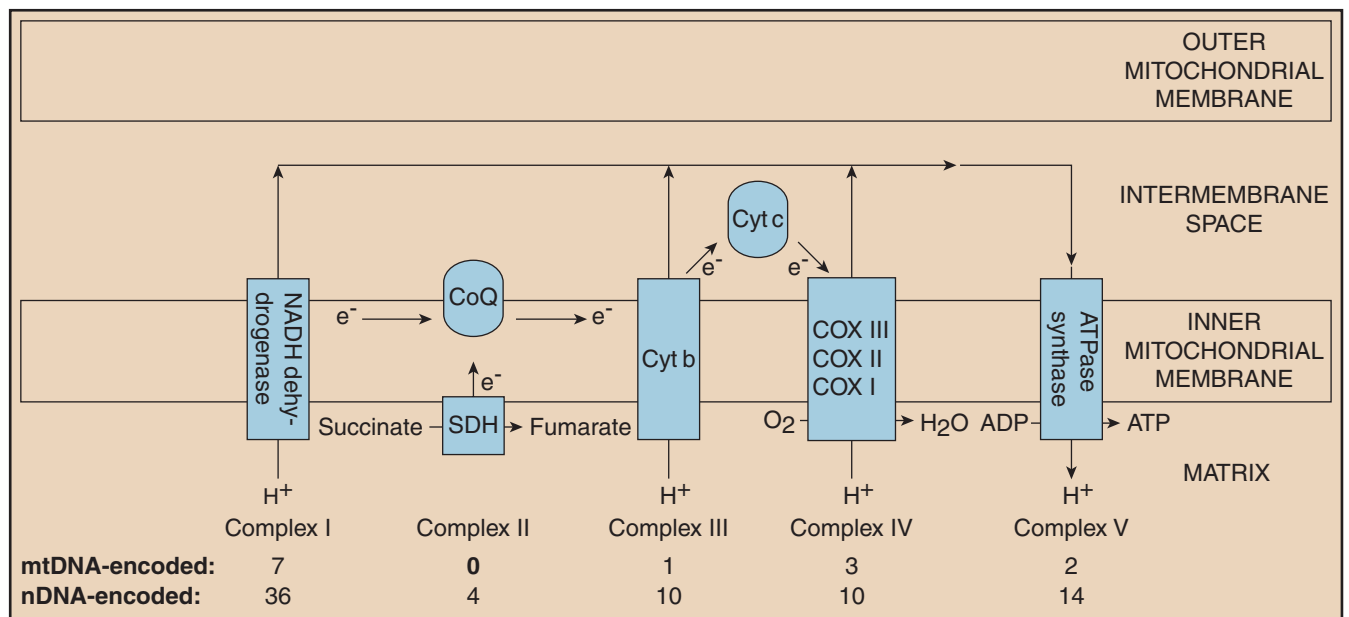 OUTER
MITOCHONDRIAL
MEMBRANE
INTERMEMBRANE
SPACE
Cyt c
e-
e-
NADH dehy-
drogenase
e-
CoQ
e-
Cyt b
COX III
COX II
COX I
ATPase
synthase
INNER
MITOCHONDRIAL
MEMBRANE
e-
Succinate
SDH
Fumarate
O2
H2O
ADP
ATP
MATRIX
H+
H+
H+
H+
Complex I
Complex II
Complex III
Complex IV
Complex V
mtDNA-encoded: 7 0 1 3 2
nDNA-encoded: 36 4 10 10 14